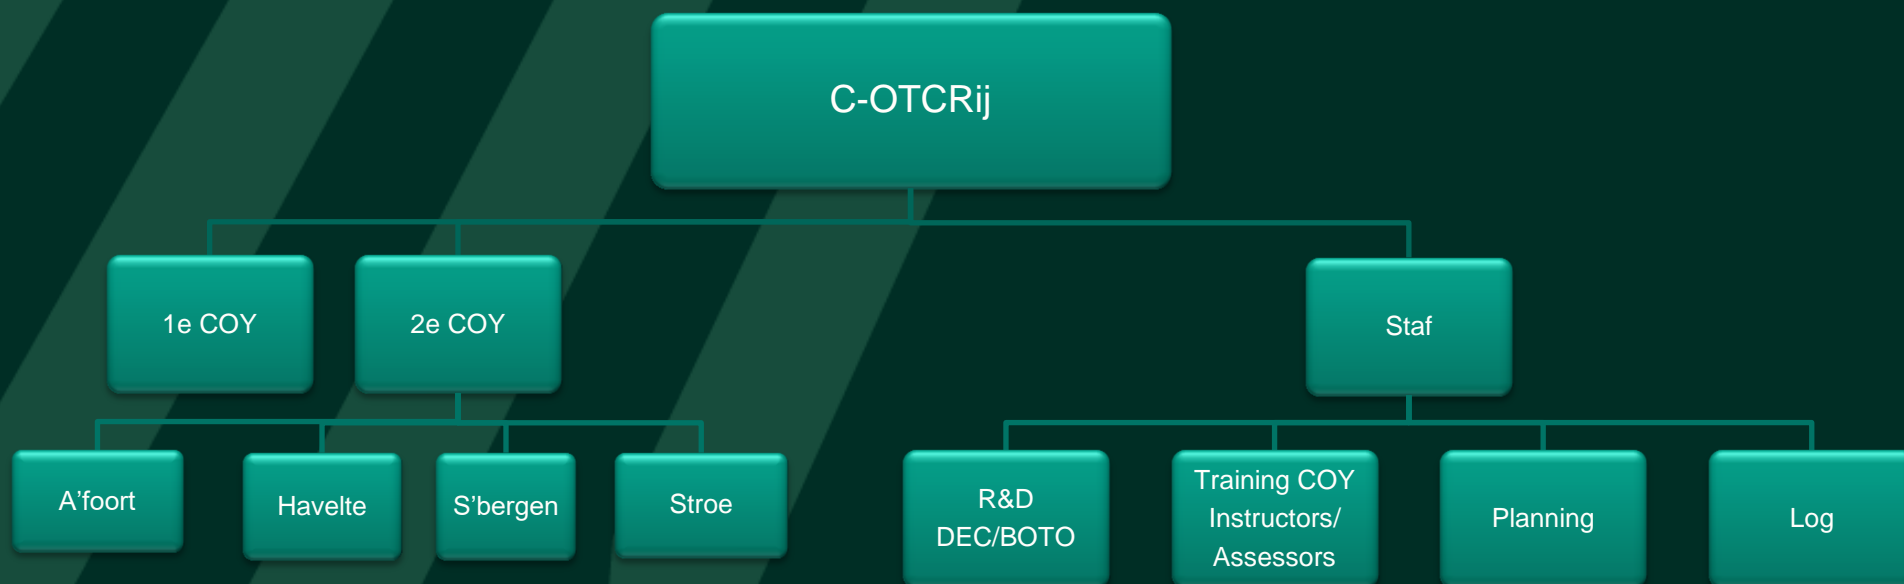 C-OTCRij
1e COY
2e COY
Staf
A’foort
Havelte
S’bergen
Stroe
R&D
DEC/BOTO
Training COY
Instructors/
Assessors
Planning
Log